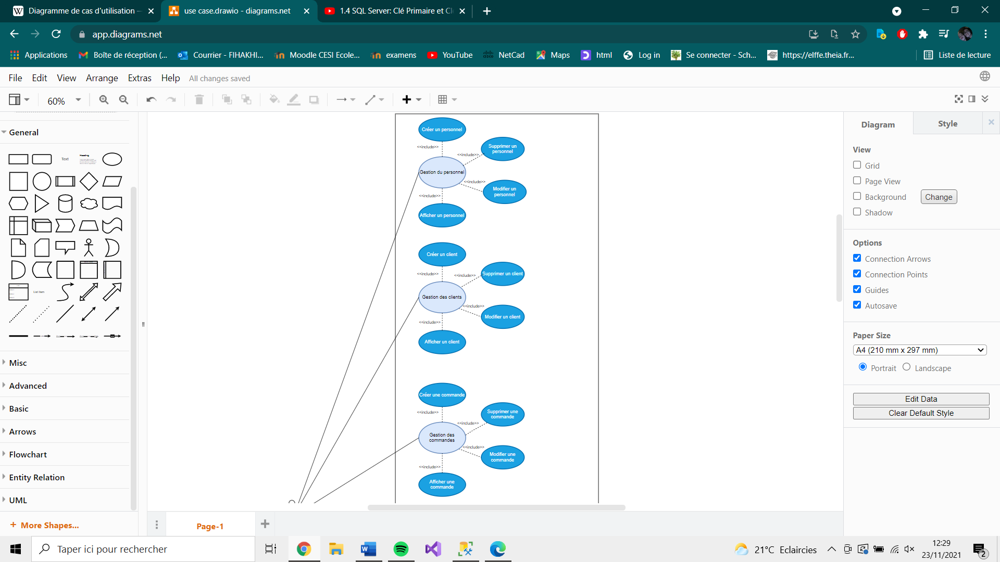 Diagramme de cas d'utilisation –
use case.drawio - diagrams.net
1.4 SQL Server: Clé Primaire et Cl
app.diagrams.net
Applications
Boîte de réception (...
Courrier - FIHAKHI...
Moodle CESI Ecole...
examens
YouTube
NetCad
Maps
html
Log in
Se connecter - Sch...
https://elffe.theia.fr...
Liste de lecture
File Edit View Arrange Extras Help All changes saved
60%
General
Text
Heading
List Item
Misc
Advanced
Basic
Arrows
Flowchart
Entity Relation
UML
+ More Shapes...
Créer un personnel
<<include>>
Supprimer un
personnel
<<include>>
Gestion du personnel
<<include>>
Modifier un
personnel
<<include>>
Afficher un personnel
Créer un client
<<include>>
<<include>>
Supprimer un client
Gestion des clients
<<include>>
Modifier un client
<<include>>
Afficher un client
Créer une commande
<<include>>
Supprimer une
commande
<<include>>
Gestion des
commandes
<<include>>
Modifier une
commande
<<include>>
Afficher une
commande
Page-1
Diagram
Style
View
Grid
Page View
Background
Change
Shadow
Options
Connection Arrows
Connection Points
Guides
Autosave
Paper Size
A4 (210 mm x 297 mm)
Portrait
Landscape
Edit Data
Clear Default Style
Taper ici pour rechercher
21°C Eclaircies
12:29
23/11/2021
2